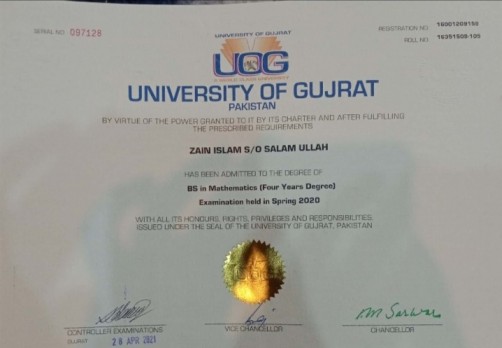 SERIAL NO 097128
REGISTRATION NO
ROLL NO
UNIVERSITY OF GUJRAT
UOG
A WORLD CLASS UNIVERSITY
UNIVERSITY OF GUJRAT
PAKISTAN
BY VIRTUE OF THE POWER GRANTED TO IT BY ITS CHARTER AND AFTER FULFILLING
THE PRESCRIBED REQUIREMENTS
ZAIN ISLAM S/O SALAM ULLAH
HAS BEEN ADMITTED TO THE DEGREE OF
BS in Mathematics (Four Years Degree)
Examination held in Spring 2020
WITH ALL ITS HONOURS, RIGHTS, PRIVILEGES AND RESPONSIBILITIES,
ISSUED UNDER THE SEAL OF THE UNIVERSITY OF GUJRAT, PAKISTAN
M Sarwar
CONTROLLER EXAMINATIONS
VICE CHANCELLOR
CHANCELLOR
GUJRAT 28 APR 2021